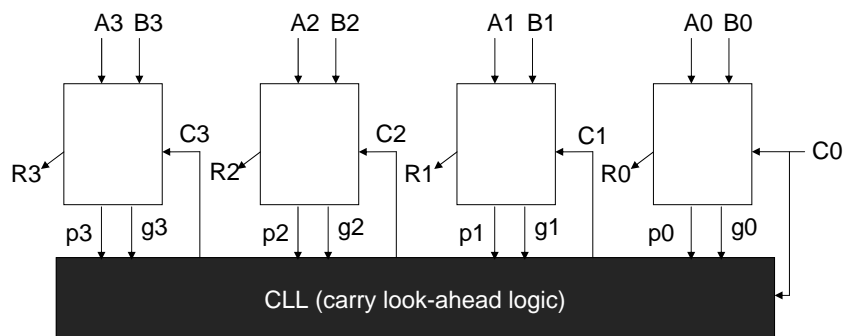 A3 B3 A2 B2 A1 B1 A0 B0
C3 C2 C1 C0
R3 R2 R1 R0
p3 g3 p2 g2 p1 g1 p0 g0
CLL (carry look-ahead logic)